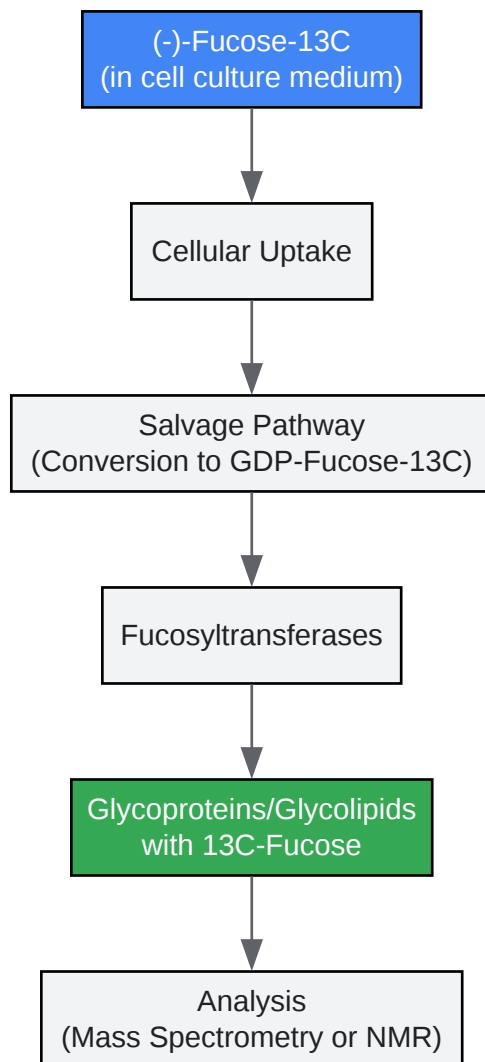 (-)-Fucose-13C
(in cell culture medium)
Cellular Uptake
Salvage Pathway
(Conversion to GDP-Fucose-13C)
Fucosyltransferases
Glycoproteins/Glycolipids
with 13C-Fucose
Analysis
(Mass Spectrometry or NMR)